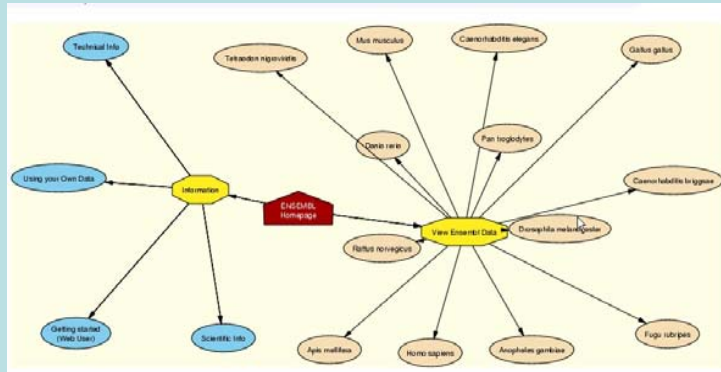 Technical Info
Tetraodon nigroviridis
Mus musculus
Caenorhabditis elegans
Gallus gallus
Danio rerio
Pan troglodytes
Using your Own Data
Information
ENSEMBL
Homepage
View Ensembl Data
Caenorhabditis briggsae
Drosophila melanogaster
Rattus norvegicus
Getting started
(Web User)
Scientific Info
Apis mellifera
Homo sapiens
Anopheles gambiae
Fugu rubripes